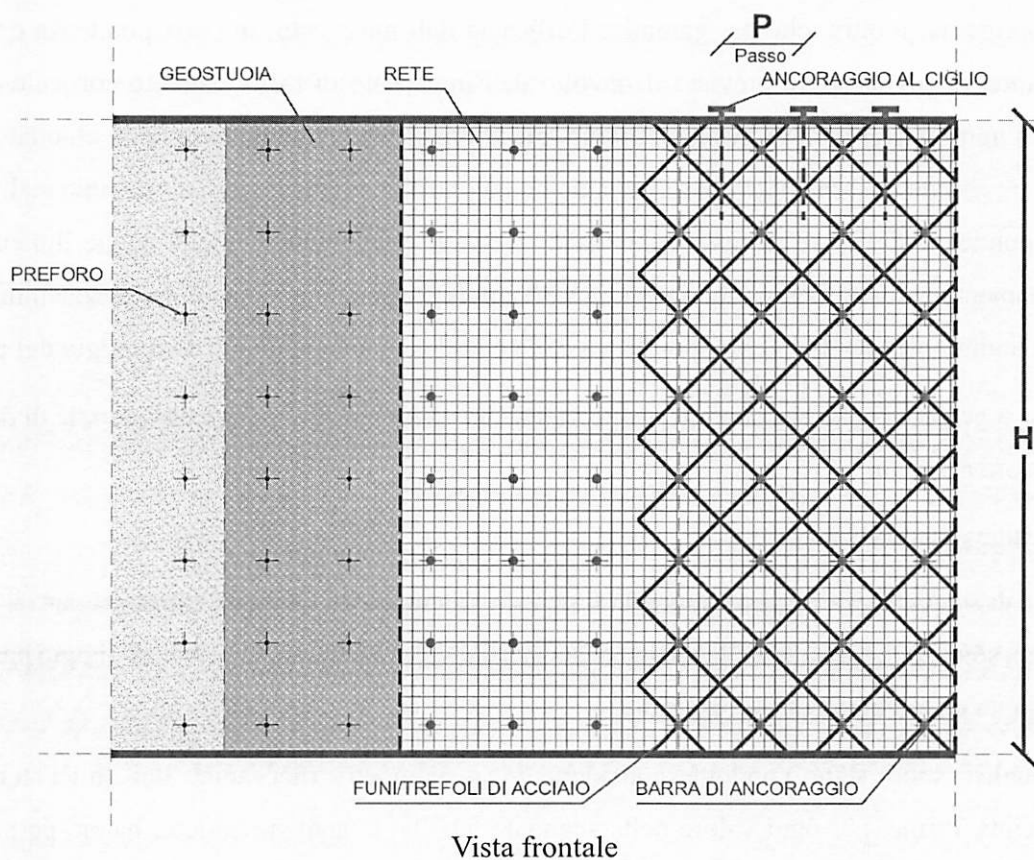 P
Passo
GEOSTUOIA
RETE
ANCORAGGIO AL CIGLIO
PREFORO
H
FUNI/TREFOLI DI ACCIAIO
BARRA DI ANCORAGGIO
Vista frontale